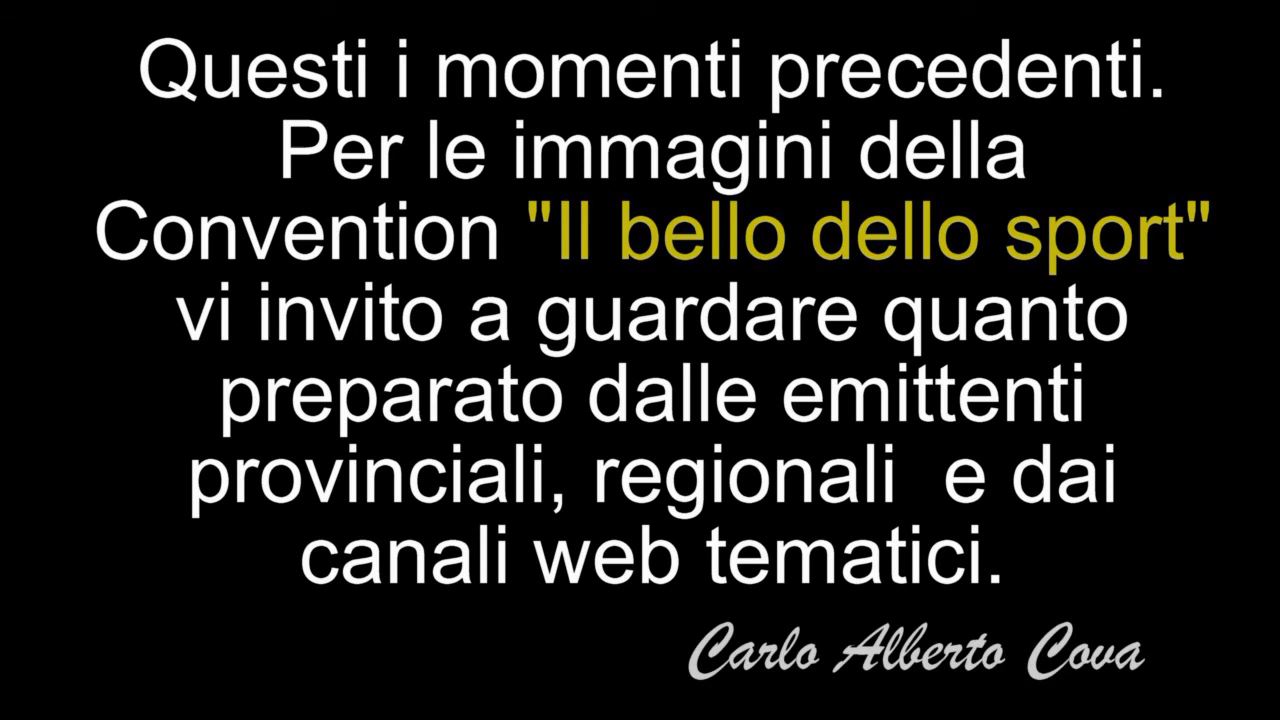 Questi i momenti precedenti.
Per le immagini della
Convention "Il bello dello sport"
vi invito a guardare quanto
preparato dalle emittenti
provinciali, regionali  e dai
canali web tematici.
Carlo Alberto Cova